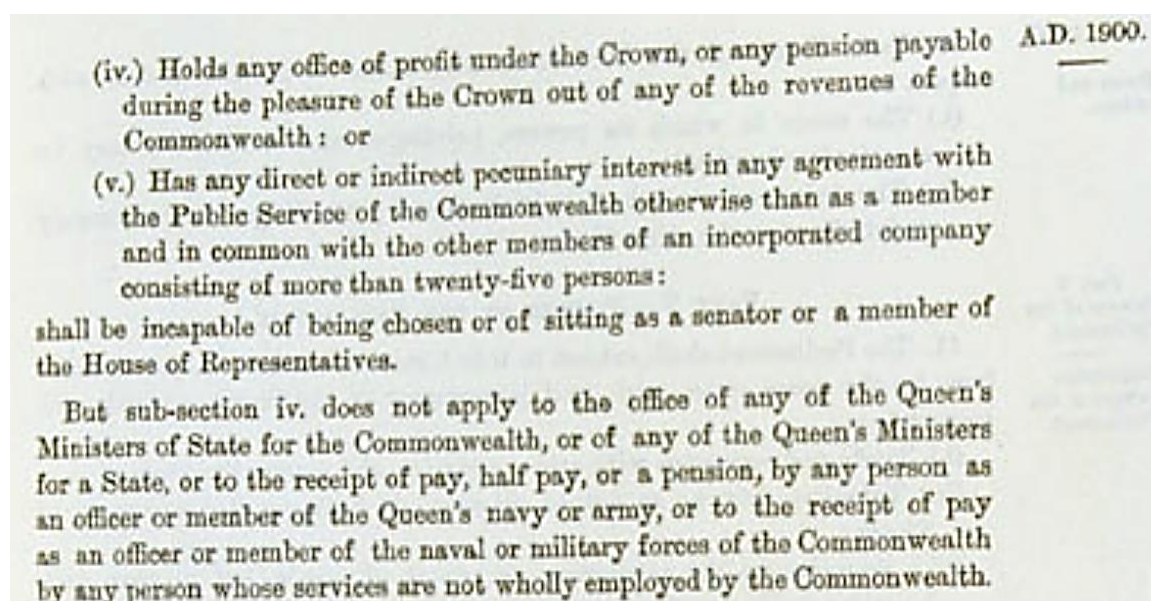 (iv.) Holds any office of profit under the Crown, or any pension payable
A.D. 1900.
during the pleasure of the Crown out of any of the revenues of the
Commonwealth: or
(v.) Has any direct or indirect pecuniary interest in any agreement with
the Public Service of the Commonwealth otherwise than as a member
and in common with the other members of an incorporated company
consisting of more than twenty-five persons:
shall be incapable of being chosen or of sitting as a senator or a member of
the House of Representatives.
But sub-section iv. does not apply to the office of any of the Queen's
Ministers of State for the Commonwealth, or of any of the Queen's Ministers
for a State, or to the receipt of pay, half pay, or a pension, by any person as
an officer or member of the Queen's navy or army, or to the receipt of pay
as an officer or member of the naval or military forces of the Commonwealth
by any person whose services are not wholly employed by the Commonwealth.